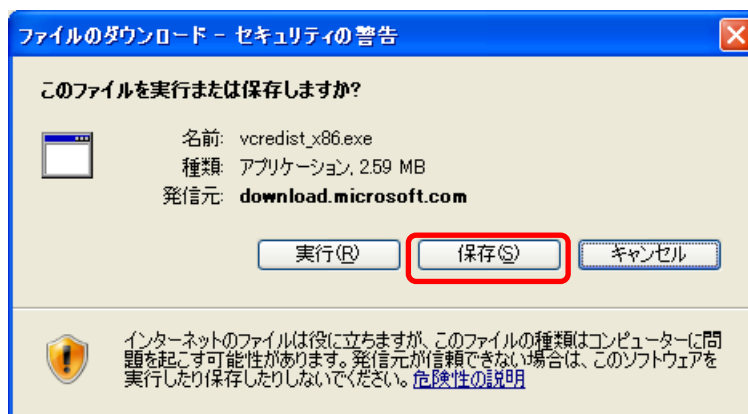 ファイルのダウンロード - セキュリティの警告
このファイルを実行または保存しますか?
名前: vcredist_x86.exe
種類: アプリケーション, 2.59 MB
発信元: download.microsoft.com
実行(R) 保存(S) キャンセル
インターネットのファイルは役に立ちますが、このファイルの種類はコンピューターに問
題を起こす可能性があります。発信元が信頼できない場合は、このソフトウェアを
実行したり保存したりしないでください。危険性の説明